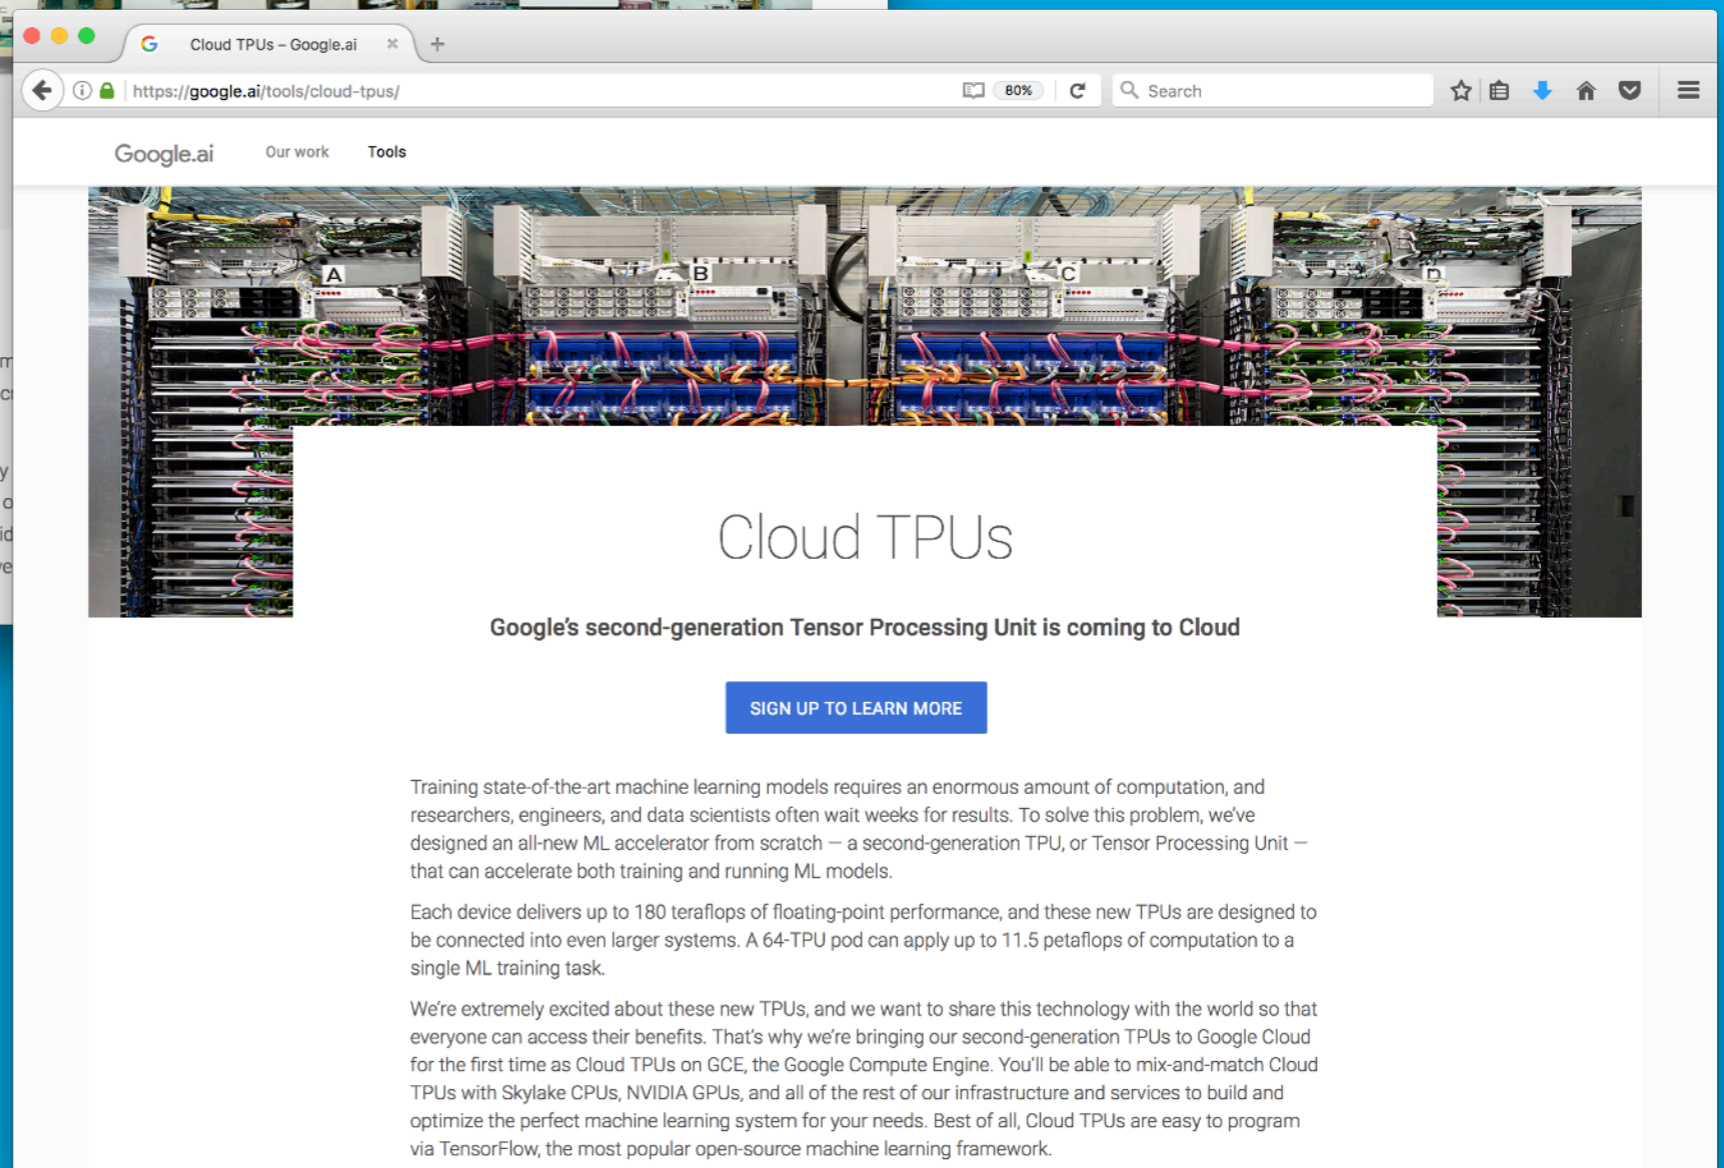 Cloud TPUs – Google.ai
https://google.ai/tools/cloud-tpus/
80%
Search
Google.ai
Our work
Tools
A
B
C
D
Cloud TPUs
Google’s second-generation Tensor Processing Unit is coming to Cloud
SIGN UP TO LEARN MORE
Training state-of-the-art machine learning models requires an enormous amount of computation, and
researchers, engineers, and data scientists often wait weeks for results. To solve this problem, we’ve
designed an all-new ML accelerator from scratch — a second-generation TPU, or Tensor Processing Unit —
that can accelerate both training and running ML models.
Each device delivers up to 180 teraflops of floating-point performance, and these new TPUs are designed to
be connected into even larger systems. A 64-TPU pod can apply up to 11.5 petaflops of computation to a
single ML training task.
We’re extremely excited about these new TPUs, and we want to share this technology with the world so that
everyone can access their benefits. That’s why we’re bringing our second-generation TPUs to Google Cloud
for the first time as Cloud TPUs on GCE, the Google Compute Engine. You’ll be able to mix-and-match Cloud
TPUs with Skylake CPUs, NVIDIA GPUs, and all of the rest of our infrastructure and services to build and
optimize the perfect machine learning system for your needs. Best of all, Cloud TPUs are easy to program
via TensorFlow, the most popular open-source machine learning framework.